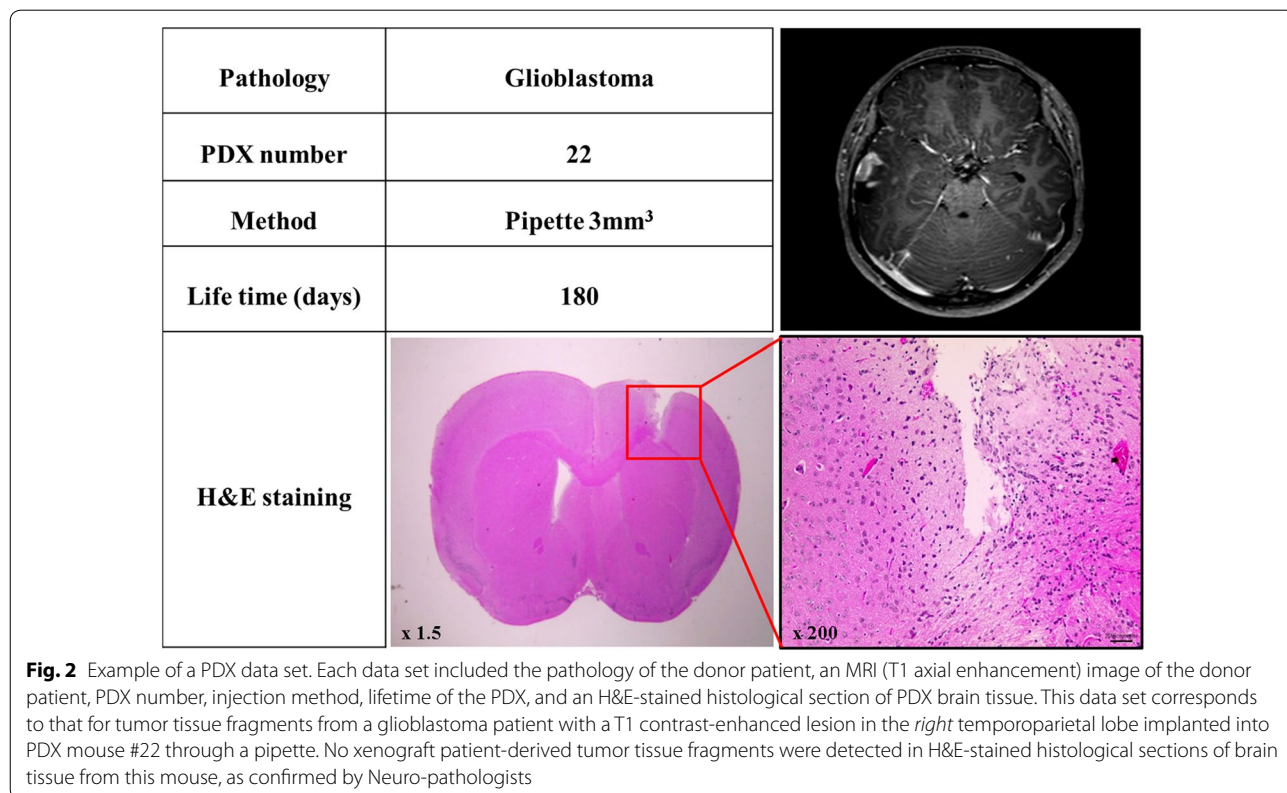 Pathology Glioblastoma
PDX number 22
Method Pipette 3mm³
Life time (days) 180
H&E staining
x 1.5
x 200
Fig. 2 Example of a PDX data set. Each data set included the pathology of the donor patient, an MRI (T1 axial enhancement) image of the donor
patient, PDX number, injection method, lifetime of the PDX, and an H&E-stained histological section of PDX brain tissue. This data set corresponds
to that for tumor tissue fragments from a glioblastoma patient with a T1 contrast-enhanced lesion in the right temporoparietal lobe implanted into
PDX mouse #22 through a pipette. No xenograft patient-derived tumor tissue fragments were detected in H&E-stained histological sections of brain
tissue from this mouse, as confirmed by Neuro-pathologists